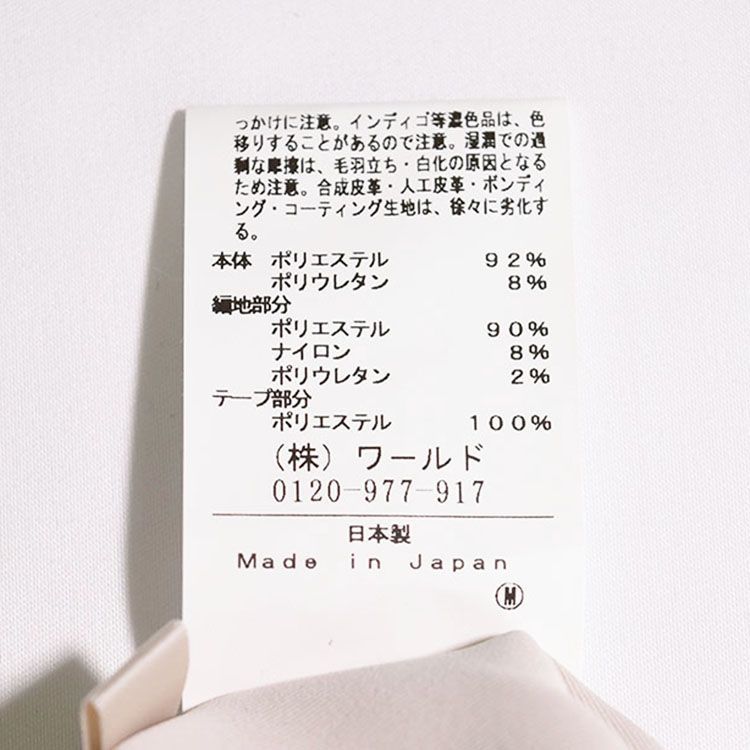 っかけに注意。インディゴ等濃色品は、色
移りすることがあるので注意。湿潤での過
剰な摩擦は、毛羽立ち・白化の原因となる
ため注意。合成皮革・人工皮革・ボンディ
ング・コーティング生地は、徐々に劣化す
る。
本体 ポリエステル 92%
ポリウレタン 8%
編地部分
ポリエステル 90%
ナイロン 8%
ポリウレタン 2%
テープ部分
ポリエステル 100%
(株)ワールド
0120-977-917
日本製
Made in Japan
Ⓜ